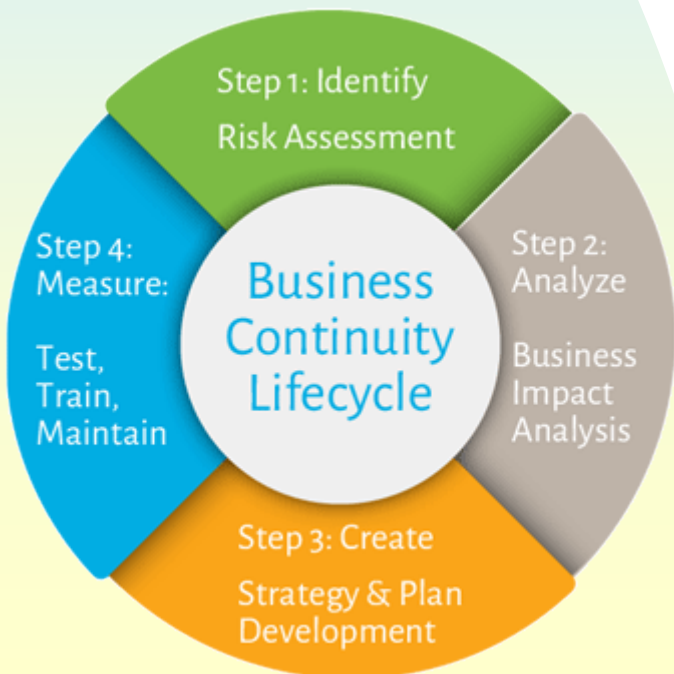 Step 1: Identify
Risk Assessment
Step 2:
Analyze
Business
Impact
Analysis
Step 3: Create
Strategy & Plan
Development
Step 4:
Measure:
Test,
Train,
Maintain
Business
Continuity
Lifecycle